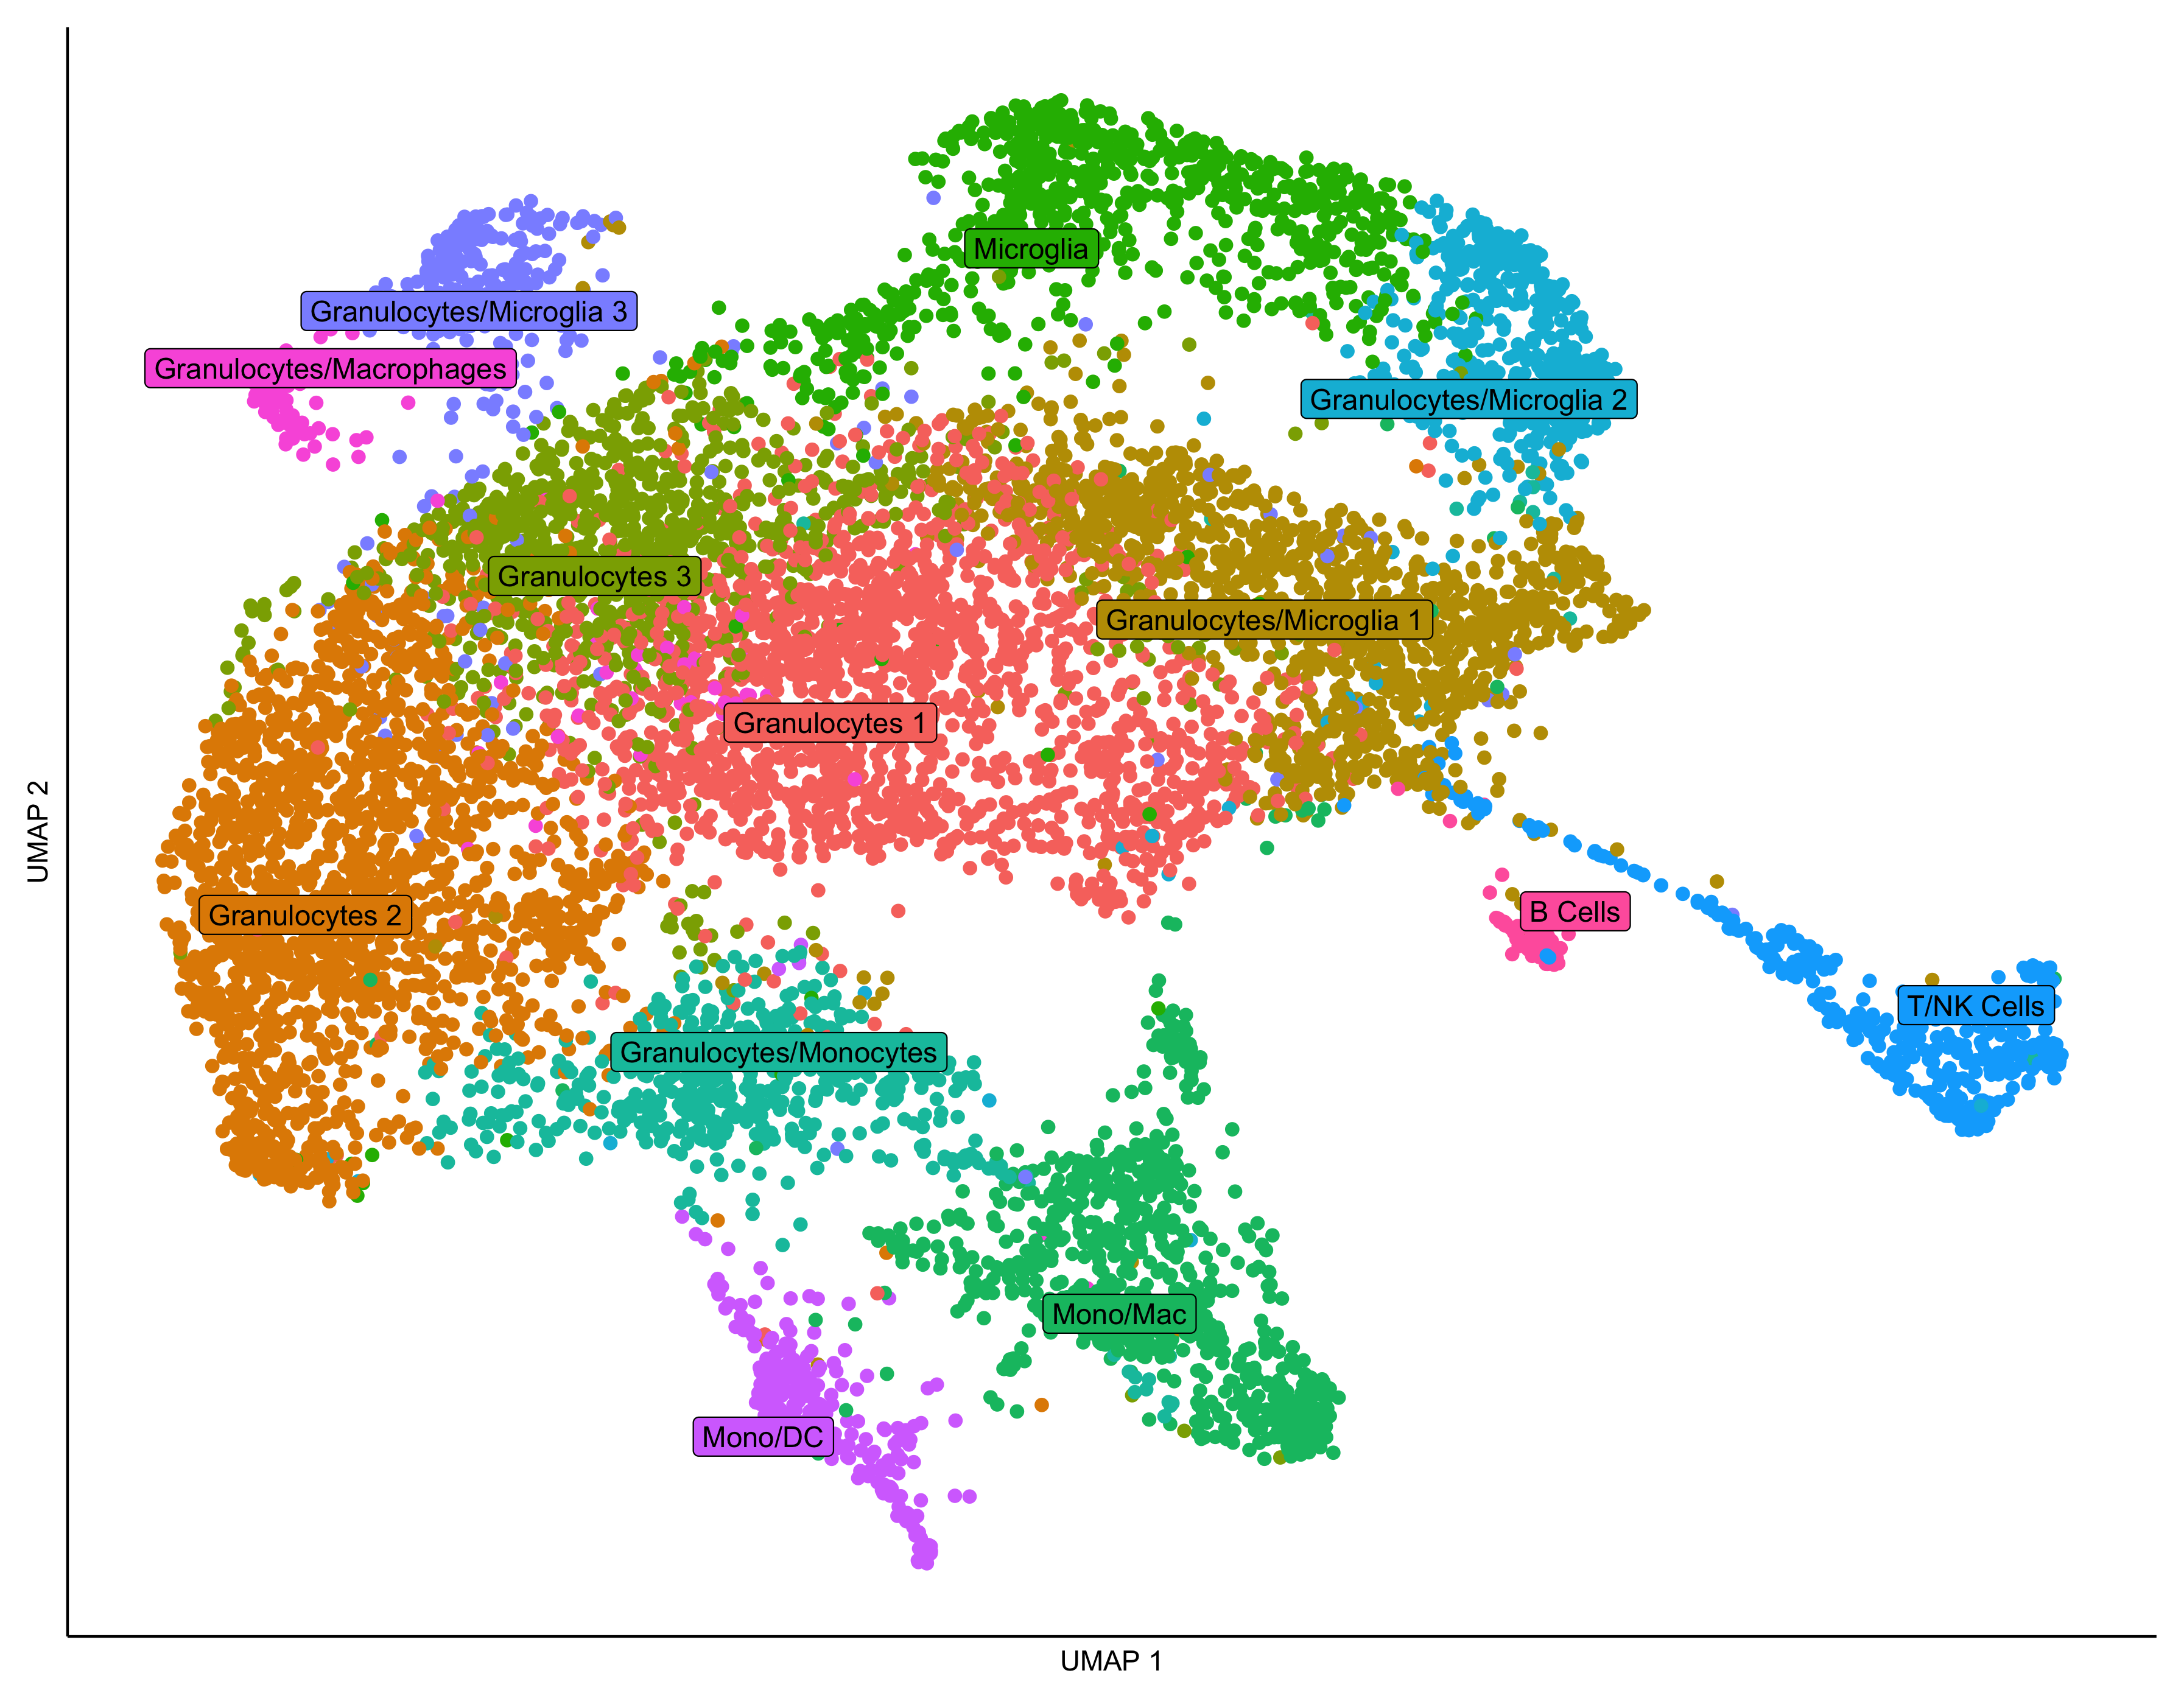 Microglia
Granulocytes/Microglia 3
Granulocytes/Macrophages
Granulocytes/Microglia 2
Granulocytes 3
Granulocytes/Microglia 1
Granulocytes 1
B Cells
Granulocytes 2
T/NK Cells
Granulocytes/Monocytes
Mono/Mac
Mono/DC
UMAP 2
UMAP 1